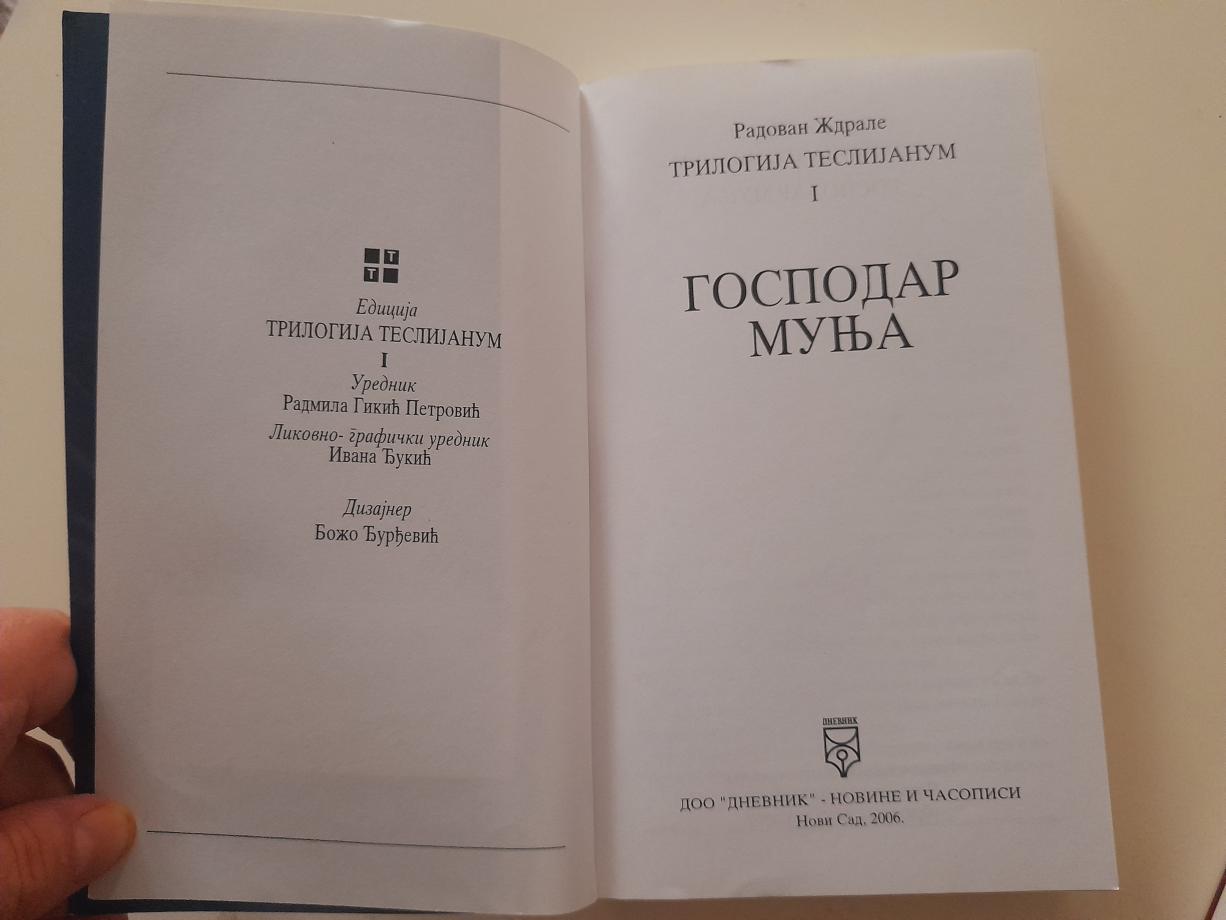 Т
Т
Едиција
ТРИЛОГИЈА ТЕСЛИЈАНУМ
I
Уредник
Радмила Гикић Петровић
Ликовно- графички уредник
Ивана Ђукић
Дизајнер
Божо Ђурђевић
Радован Ждрале
ТРИЛОГИЈА ТЕСЛИЈАНУМ
I
ГОСПОДАР
МУЊА
ДНЕВНИК
ДОО "ДНЕВНИК" - НОВИНЕ И ЧАСОПИСИ
Нови Сад, 2006.